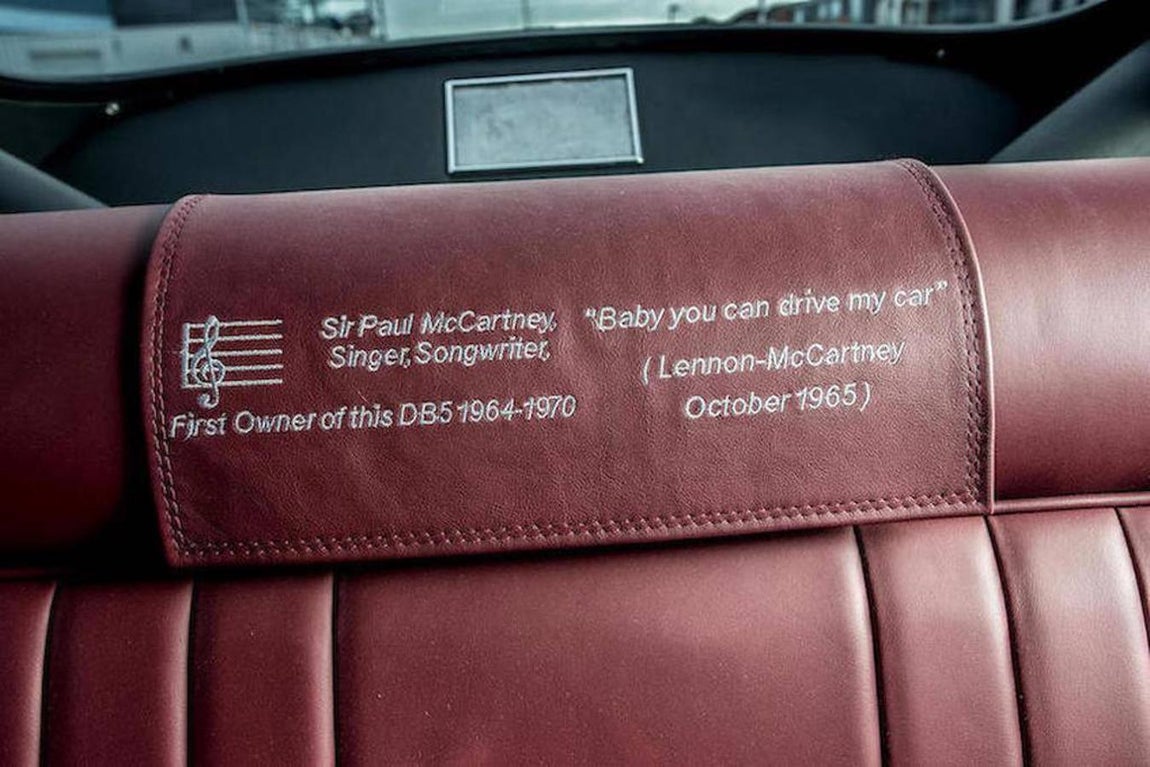 Sir Paul McCartney,
Singer, Songwriter,
First Owner of this DB5 1964-1970
"Baby you can drive my car"
(Lennon-McCartney
October 1965)